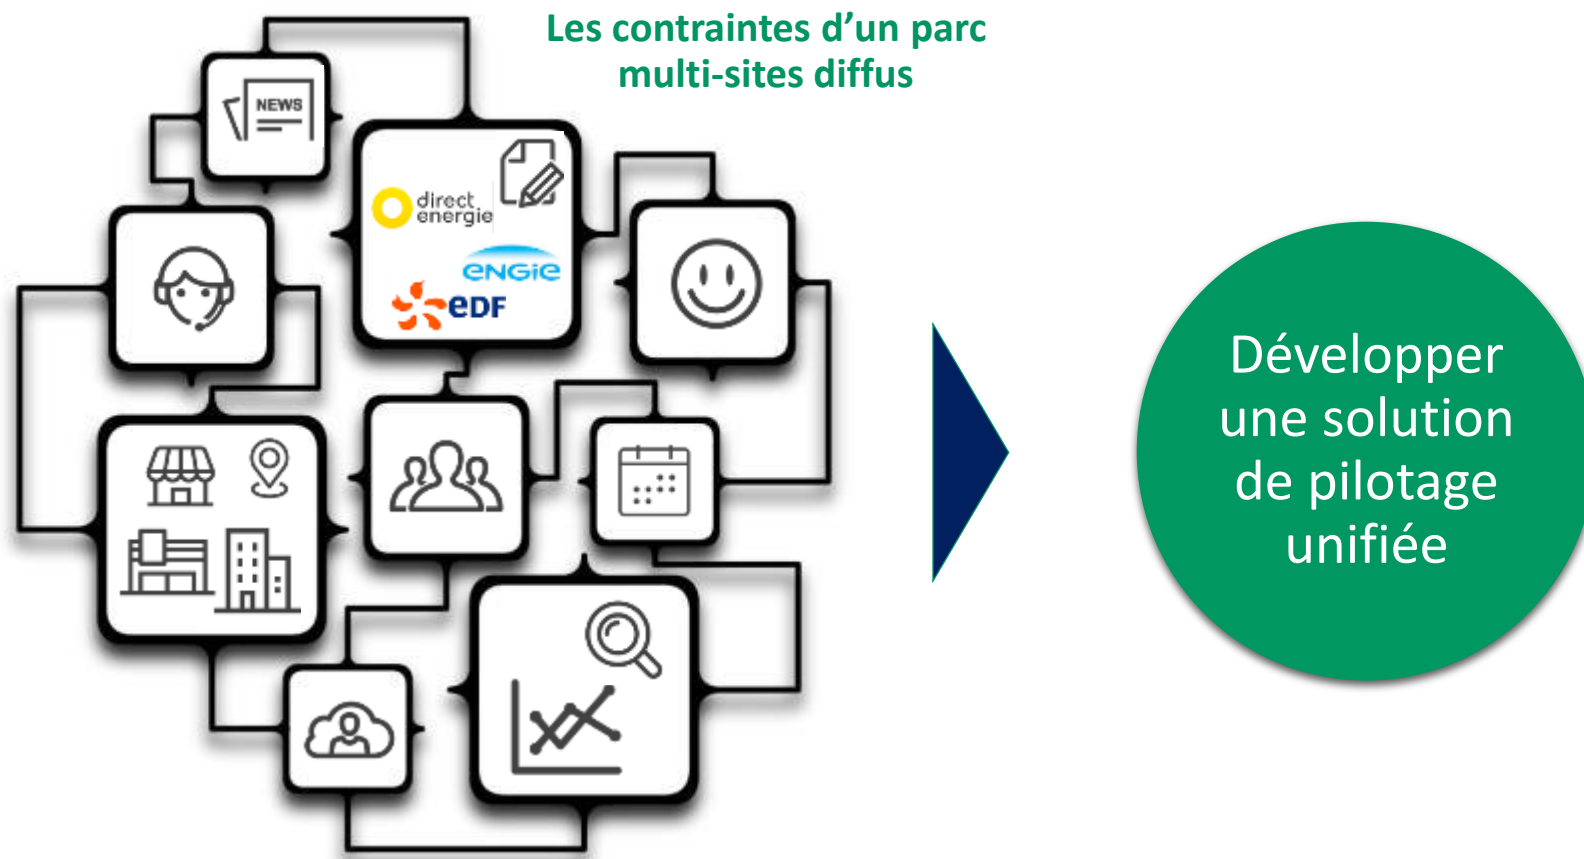 Les contraintes d’un parc
multi-sites diffus
NEWS
direct
energie
ENGIE
eDF
Développer
une solution
de pilotage
unifiée